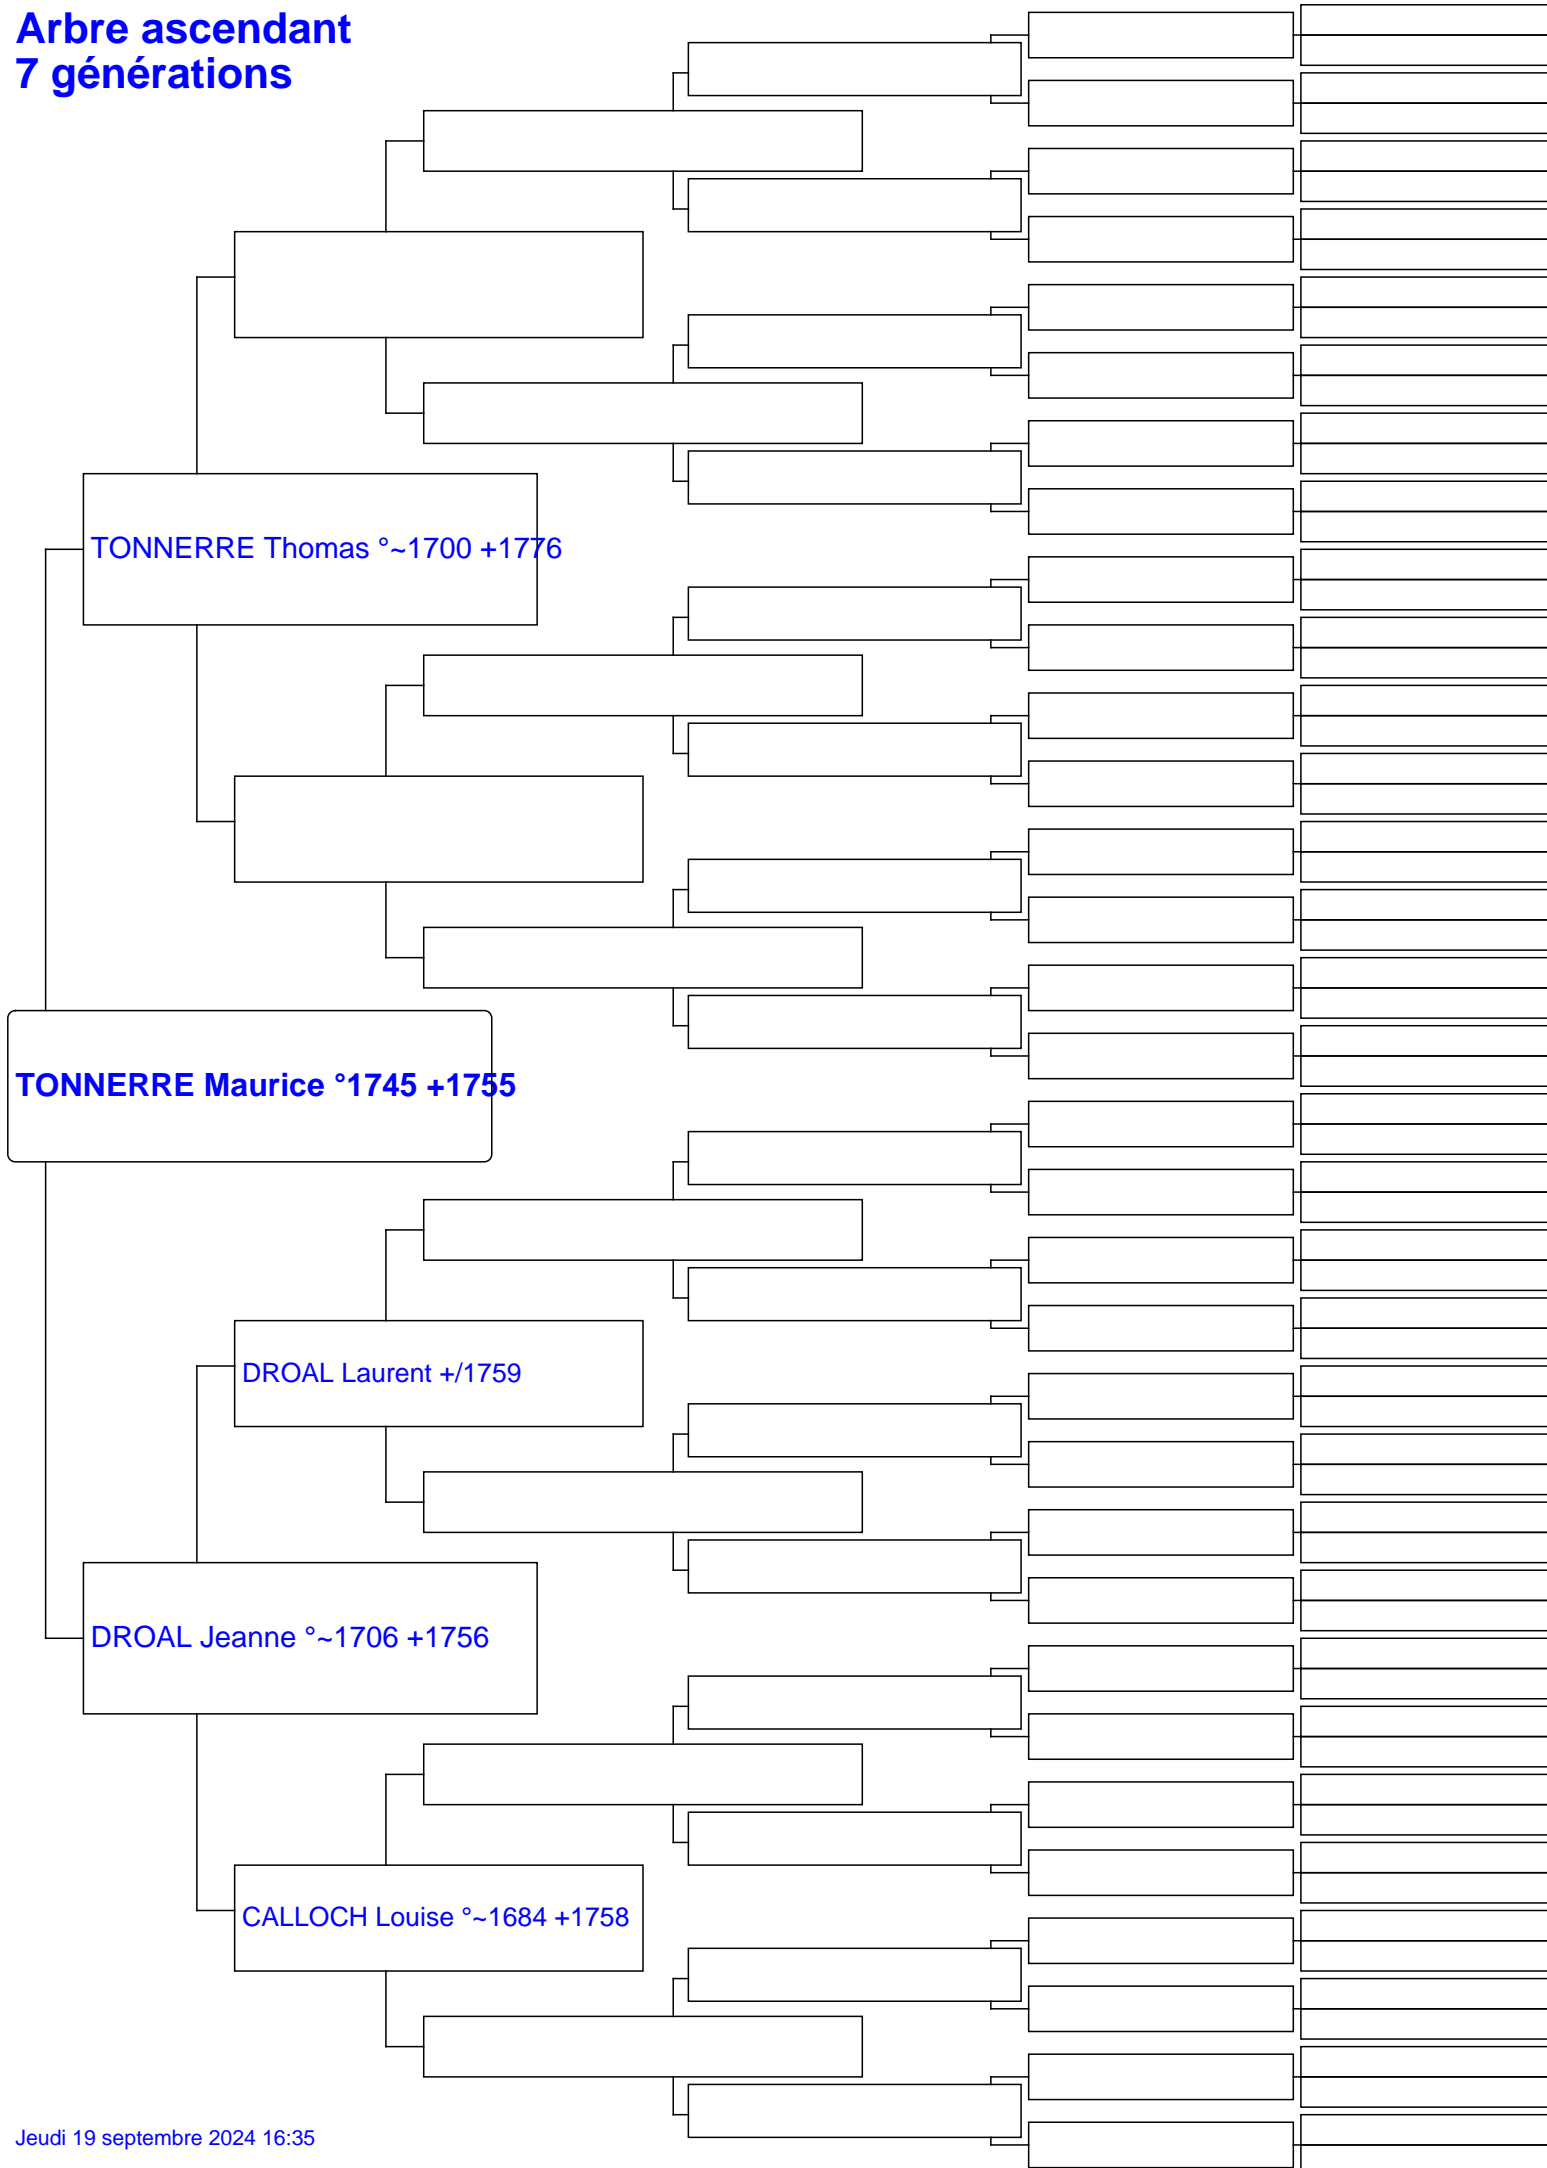 Arbre ascendant
7 générations
TONNERRE Thomas °~1700 +1776
TONNERRE Maurice °1745 +1755
DROAL Laurent +/1759
DROAL Jeanne °~1706 +1756
CALLOCH Louise °~1684 +1758
Jeudi 19 septembre 2024 16:35